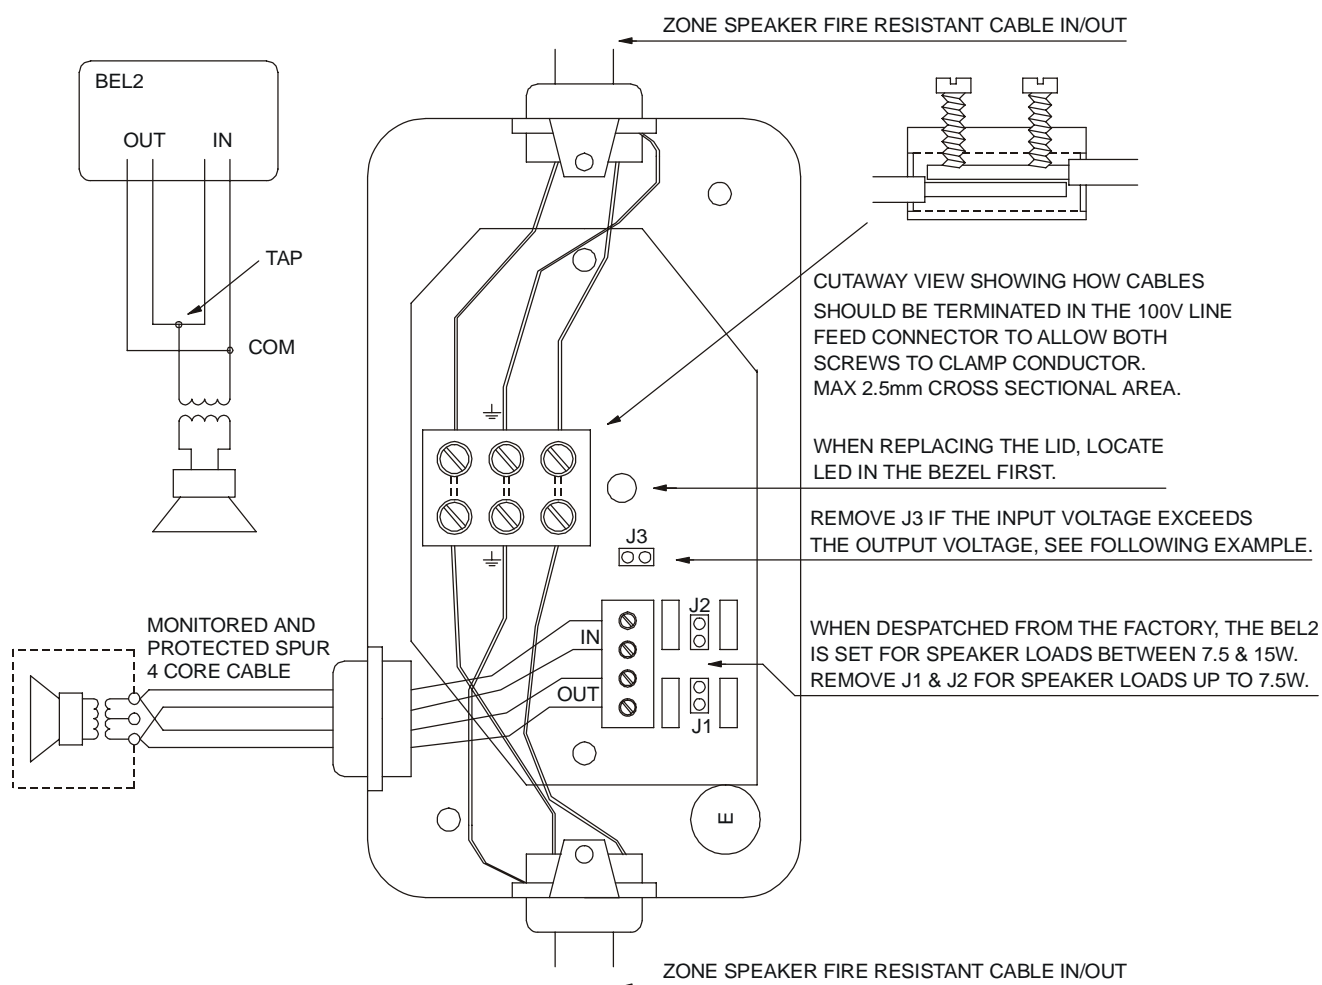 ZONE SPEAKER FIRE RESISTANT CABLE IN/OUT
BEL2
OUT IN
TAP
COM
CUTAWAY VIEW SHOWING HOW CABLES
SHOULD BE TERMINATED IN THE 100V LINE
FEED CONNECTOR TO ALLOW BOTH
SCREWS TO CLAMP CONDUCTOR.
MAX 2.5mm CROSS SECTIONAL AREA.
WHEN REPLACING THE LID, LOCATE
LED IN THE BEZEL FIRST.
J3
REMOVE J3 IF THE INPUT VOLTAGE EXCEEDS
THE OUTPUT VOLTAGE, SEE FOLLOWING EXAMPLE.
MONITORED AND
PROTECTED SPUR
4 CORE CABLE
IN
OUT
J2
J1
WHEN DESPATCHED FROM THE FACTORY, THE BEL2
IS SET FOR SPEAKER LOADS BETWEEN 7.5 & 15W.
REMOVE J1 & J2 FOR SPEAKER LOADS UP TO 7.5W.
E
ZONE SPEAKER FIRE RESISTANT CABLE IN/OUT